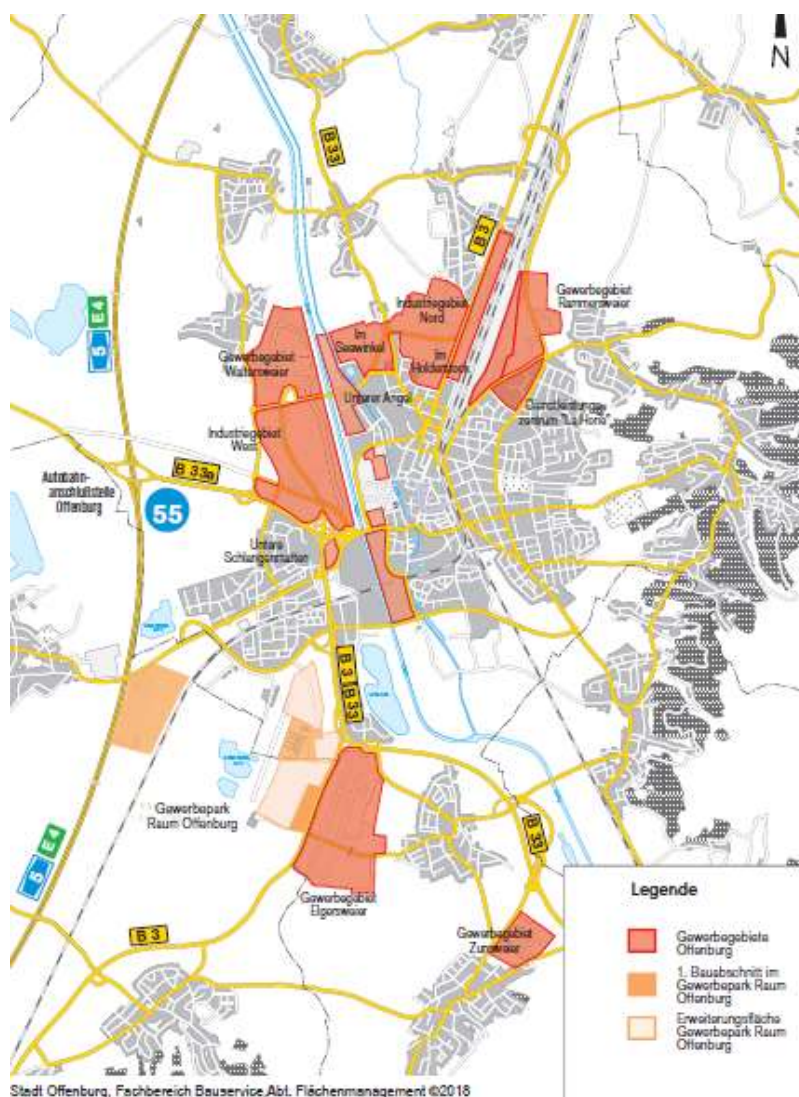 N
B 33
B 3
Gewerbegebiet
Rammersweier
Industriegebiet
Nord
Im
Seewinkel
Im
Holderstock
Gewerbegebiet
Waltersweier
Unterer Angel
Dienstleistungs-
zentrum "La Horie"
E4
5
Industriegebiet
West
B 33a
Autobahn-
anschlußstelle
Offenburg
55
Untere
Schlangenmatten
B 3
B 33
Gewerbepark
Raum Offenburg
E4
5
B 33
Gewerbegebiet
Elgersweier
B 3
Gewerbegebiet
Zunsweier
Legende
Gewerbegebiete
Offenburg
1. Bauabschnitt im
Gewerbepark Raum
Offenburg
Erweiterungsfläche
Gewerbepark Raum
Offenburg
Stadt Offenburg, Fachbereich Bauservice,Abt. Flächenmanagement ©2018